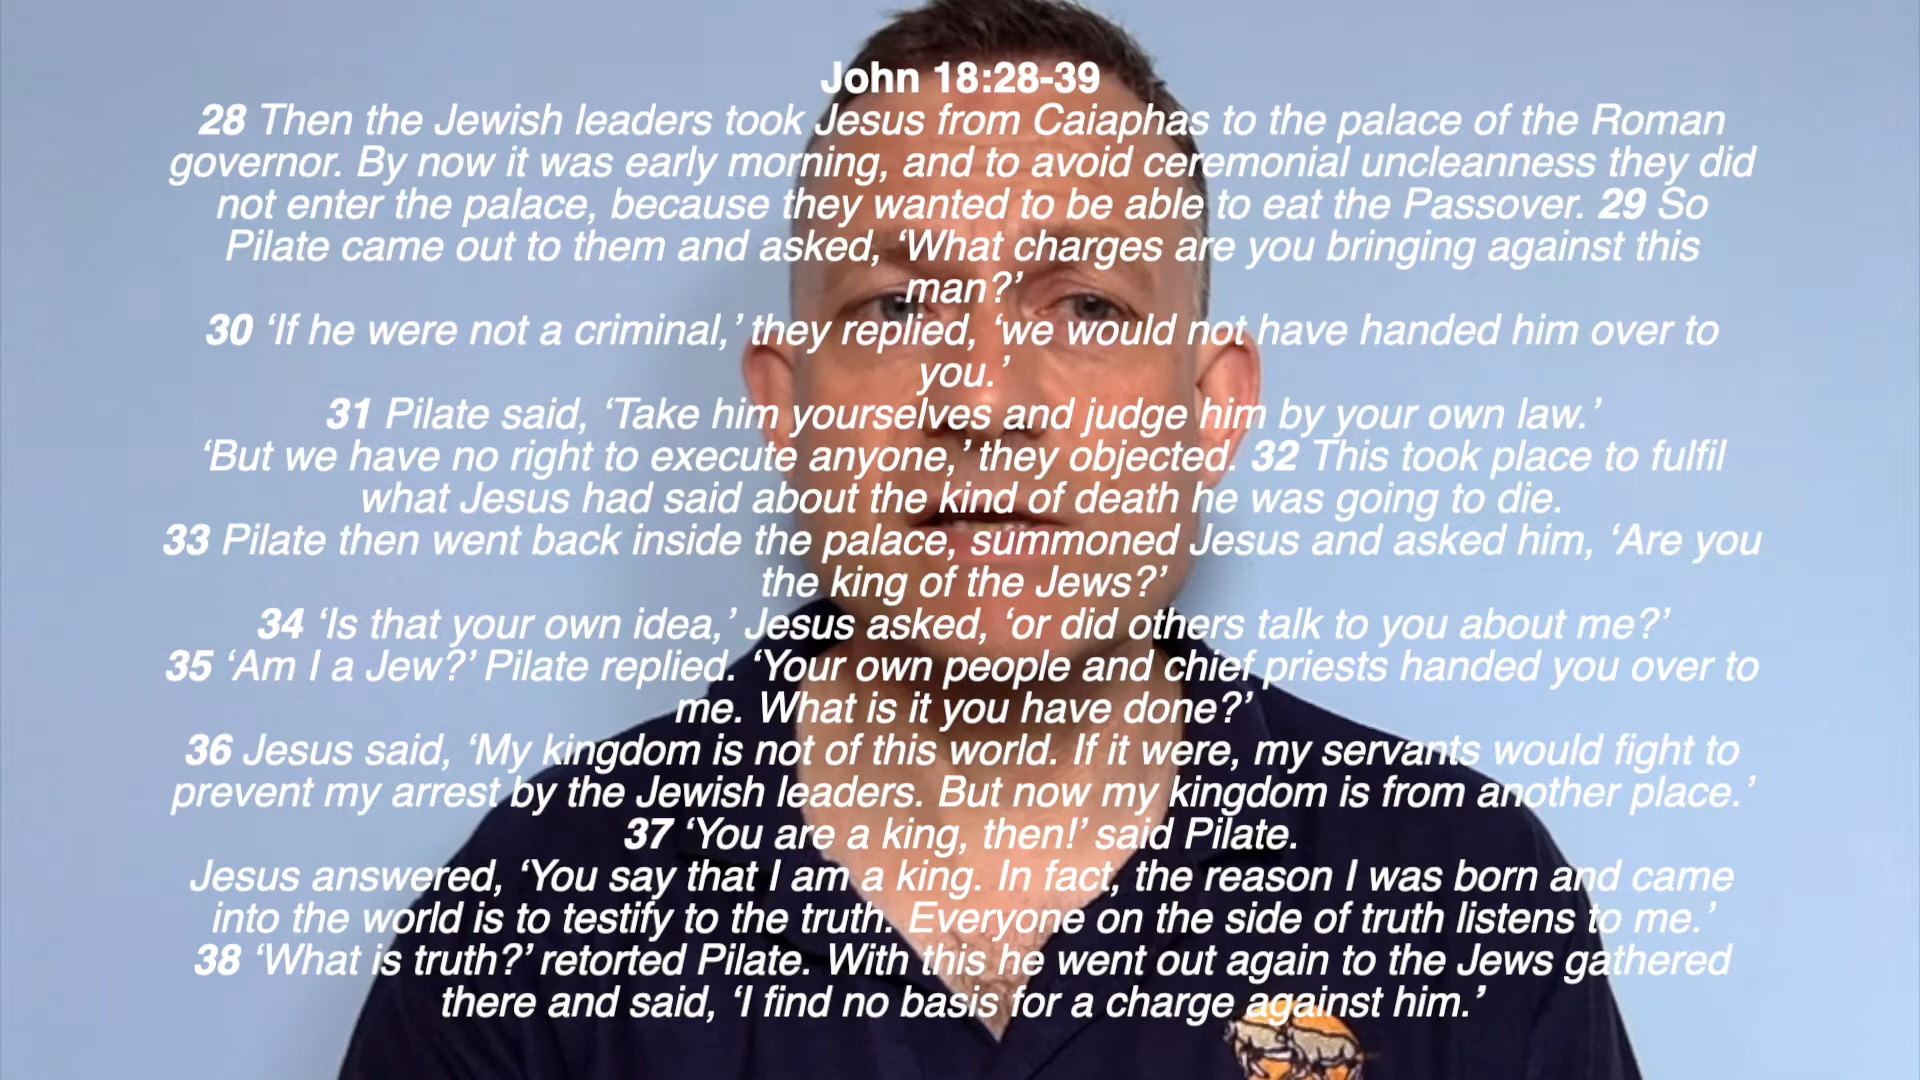 John 18:28-39
28 Then the Jewish leaders took Jesus from Caiaphas to the palace of the Roman
governor. By now it was early morning, and to avoid ceremonial uncleanness they did
not enter the palace, because they wanted to be able to eat the Passover. 29 So
Pilate came out to them and asked, ‘What charges are you bringing against this
man?’
30 ‘If he were not a criminal,’ they replied, ‘we would not have handed him over to
you.’
31 Pilate said, ‘Take him yourselves and judge him by your own law.’
‘But we have no right to execute anyone,’ they objected. 32 This took place to fulfil
what Jesus had said about the kind of death he was going to die.
33 Pilate then went back inside the palace, summoned Jesus and asked him, ‘Are you
the king of the Jews?’
34 ‘Is that your own idea,’ Jesus asked, ‘or did others talk to you about me?’
35 ‘Am I a Jew?’ Pilate replied. ‘Your own people and chief priests handed you over to
me. What is it you have done?’
36 Jesus said, ‘My kingdom is not of this world. If it were, my servants would fight to
prevent my arrest by the Jewish leaders. But now my kingdom is from another place.’
37 ‘You are a king, then!’ said Pilate.
Jesus answered, ‘You say that I am a king. In fact, the reason I was born and came
into the world is to testify to the truth. Everyone on the side of truth listens to me.’
38 ‘What is truth?’ retorted Pilate. With this he went out again to the Jews gathered
there and said, ‘I find no basis for a charge against him.’